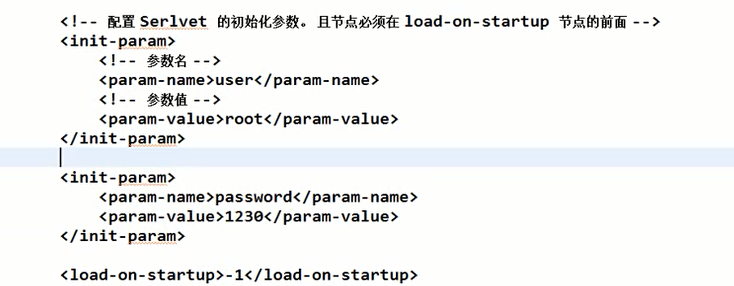 <!-- 配置 Serlvet 的初始化参数。且节点必须在 load-on-startup 节点的前面 -->
<init-param>
<!-- 参数名 -->
<param-name>user</param-name>
<!-- 参数值 -->
<param-value>root</param-value>
</init-param>
<init-param>
<param-name>password</param-name>
<param-value>1230</param-value>
</init-param>
<load-on-startup>-1</load-on-startup>